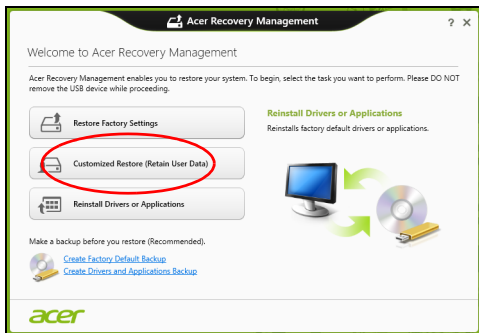 Acer Recovery Management
? ×
Welcome to Acer Recovery Management
Acer Recovery Management enables you to restore your system. To begin, select the task you want to perform. Please DO NOT
remove the USB device while proceeding.
Restore Factory Settings
Customized Restore (Retain User Data)
Reinstall Drivers or Applications
Reinstall Drivers or Applications
Reinstalls factory default drivers or applications.
Make a backup before you restore (Recommended).
Create Factory Default Backup
Create Drivers and Applications Backup
acer